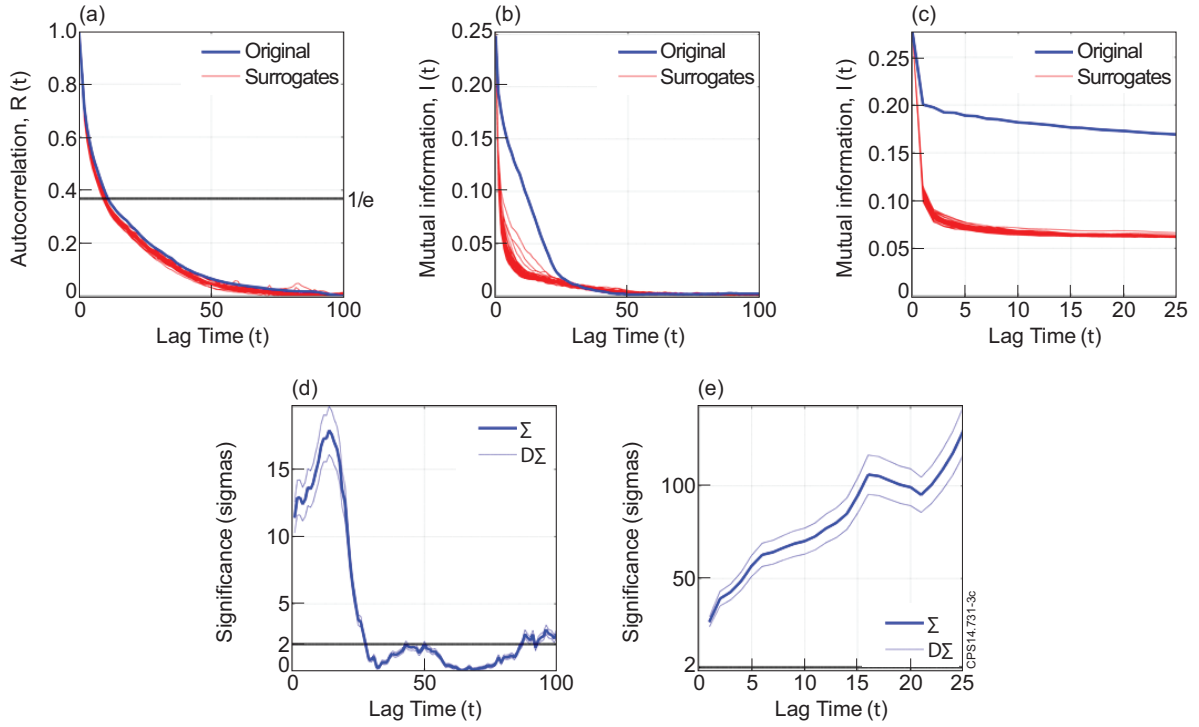 (a)
1.0
0.8
0.6
0.4
0.2
0
Autocorrelation, R (t)
Original
Surrogates
1/e
0
50
100
Lag Time (t)
(b)
0.25
0.20
0.15
0.10
0.05
0
Mutual information, I (t)
Original
Surrogates
0
50
100
Lag Time (t)
(c)
0.25
0.20
0.15
0.10
0.05
0
Mutual information, I (t)
Original
Surrogates
0
5
10
15
20
25
Lag Time (t)
(d)
15
10
5
2
0
Significance (sigmas)
Σ
DΣ
0
50
100
Lag Time (t)
(e)
100
50
2
Significance (sigmas)
Σ
DΣ
CPS14.731-3c
0
5
10
15
20
25
Lag Time (t)